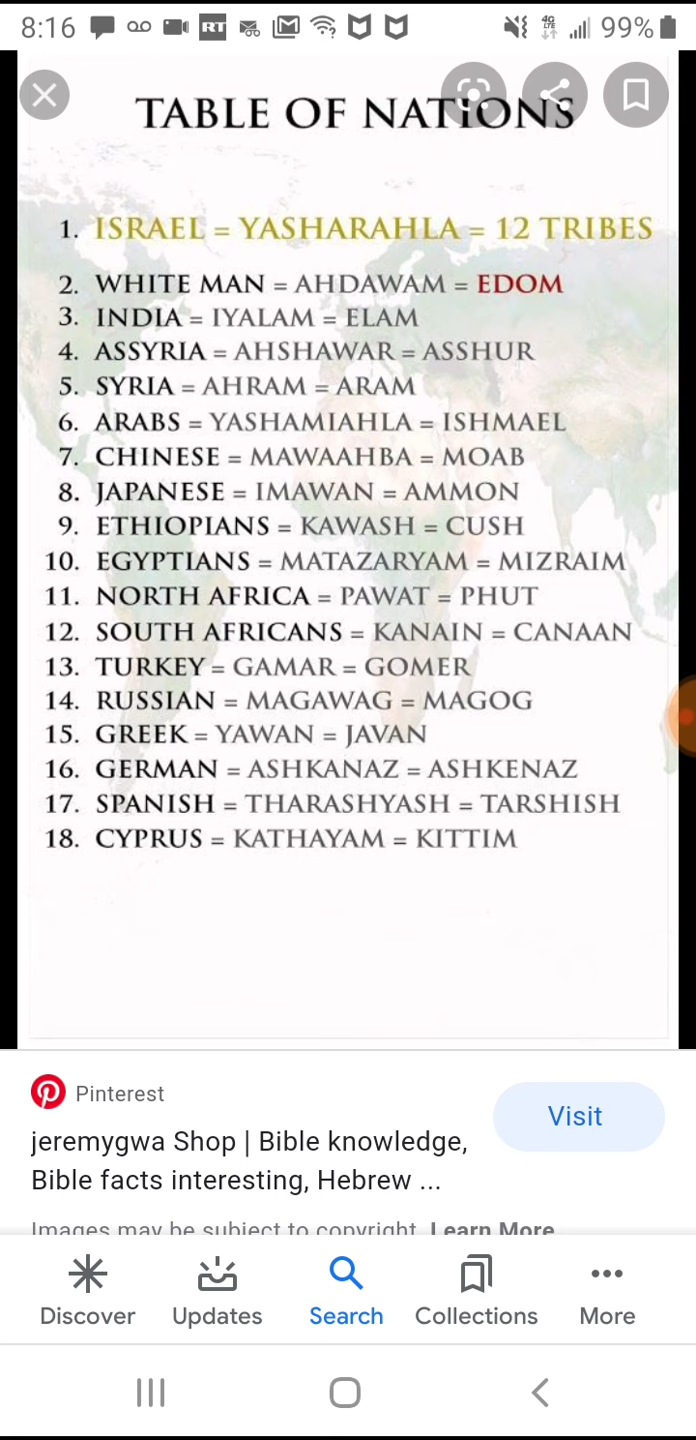 8:16
RT
4G
LTE
99%
TABLE OF NATIONS
1. ISRAEL = YASHARAHLA = 12 TRIBES
2. WHITE MAN = AHDAWAM = EDOM
3. INDIA = IYALAM = ELAM
4. ASSYRIA = AHSHAWAR = ASSHUR
5. SYRIA = AHRAM = ARAM
6. ARABS = YASHAMIAHLA = ISHMAEL
7. CHINESE = MAWAAHBA = MOAB
8. JAPANESE = IMAWAN = AMMON
9. ETHIOPIANS = KAWASH = CUSH
10. EGYPTIANS = MATAZARYAM = MIZRAIM
11. NORTH AFRICA = PAWAT = PHUT
12. SOUTH AFRICANS = KANAIN = CANAAN
13. TURKEY = GAMAR = GOMER
14. RUSSIAN = MAGAWAG = MAGOG
15. GREEK = YAWAN = JAVAN
16. GERMAN = ASHKANAZ = ASHKENAZ
17. SPANISH = THARASHYASH = TARSHISH
18. CYPRUS = KATHAYAM = KITTIM
Pinterest
Visit
jeremygwa Shop | Bible knowledge,
Bible facts interesting, Hebrew ...
Images may be subject to copyright. Learn More
Discover Updates Search Collections More